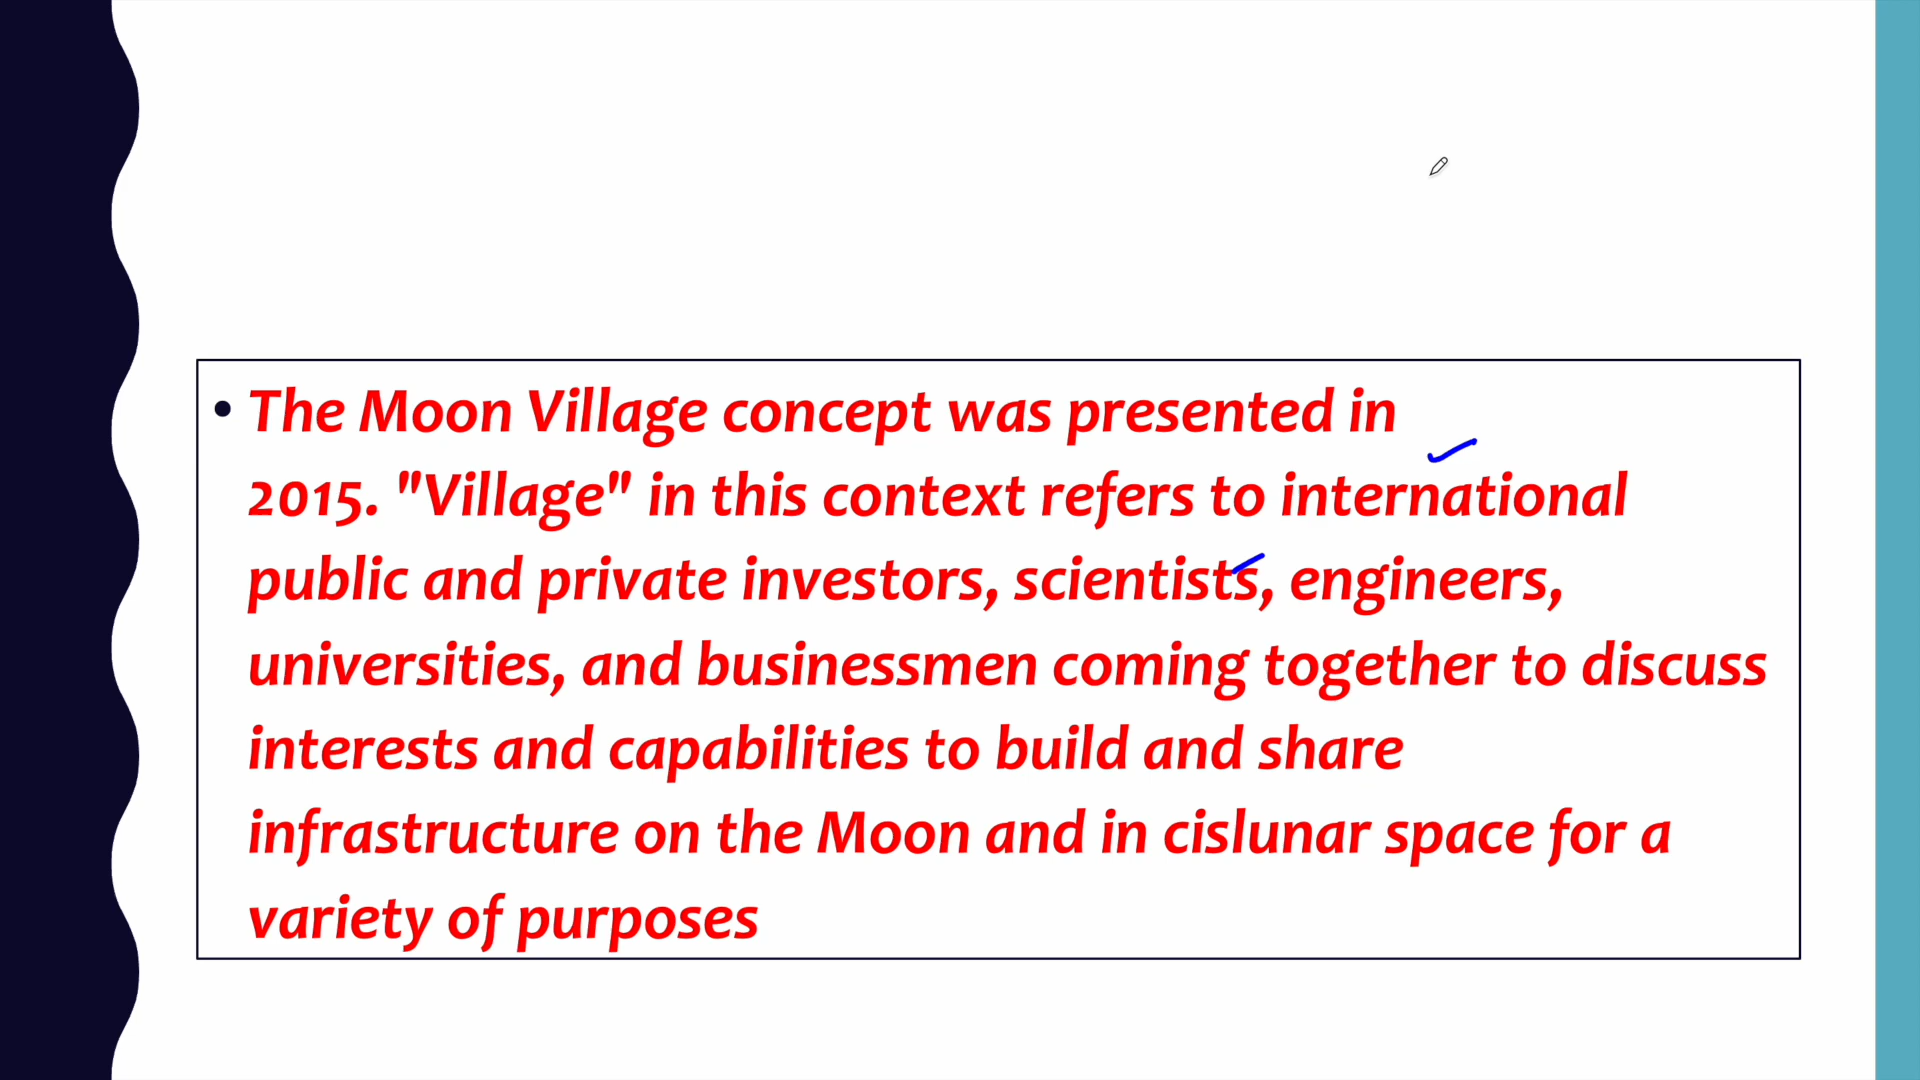 • The Moon Village concept was presented in
2015. "Village" in this context refers to international
public and private investors, scientists, engineers,
universities, and businessmen coming together to discuss
interests and capabilities to build and share
infrastructure on the Moon and in cislunar space for a
variety of purposes